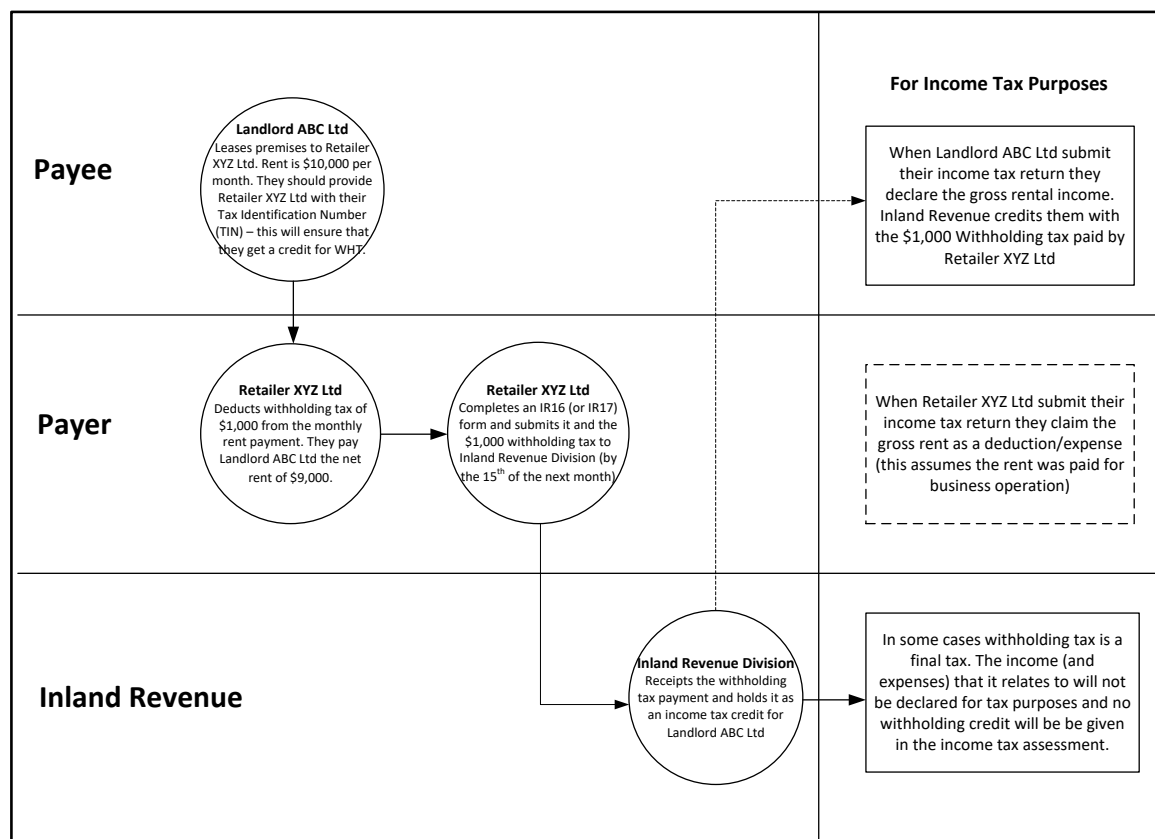 For Income Tax Purposes
Payee
Landlord ABC Ltd
Leases premises to Retailer
XYZ Ltd. Rent is $10,000 per
month. They should provide
Retailer XYZ Ltd with their
Tax Identification Number
(TIN) – this will ensure that
they get a credit for WHT.
When Landlord ABC Ltd submit
their income tax return they
declare the gross rental income.
Inland Revenue credits them with
the $1,000 Withholding tax paid by
Retailer XYZ Ltd
Payer
Retailer XYZ Ltd
Deducts withholding tax of
$1,000 from the monthly
rent payment. They pay
Landlord ABC Ltd the net
rent of $9,000.
Retailer XYZ Ltd
Completes an IR16 (or IR17)
form and submits it and the
$1,000 withholding tax to
Inland Revenue Division (by
the 15th of the next month)
When Retailer XYZ Ltd submit their
income tax return they claim the
gross rent as a deduction/expense
(this assumes the rent was paid for
business operation)
Inland Revenue
Inland Revenue Division
Receipts the withholding
tax payment and holds it as
an income tax credit for
Landlord ABC Ltd
In some cases withholding tax is a
final tax. The income (and
expenses) that it relates to will not
be declared for tax purposes and no
withholding credit will be be given
in the income tax assessment.